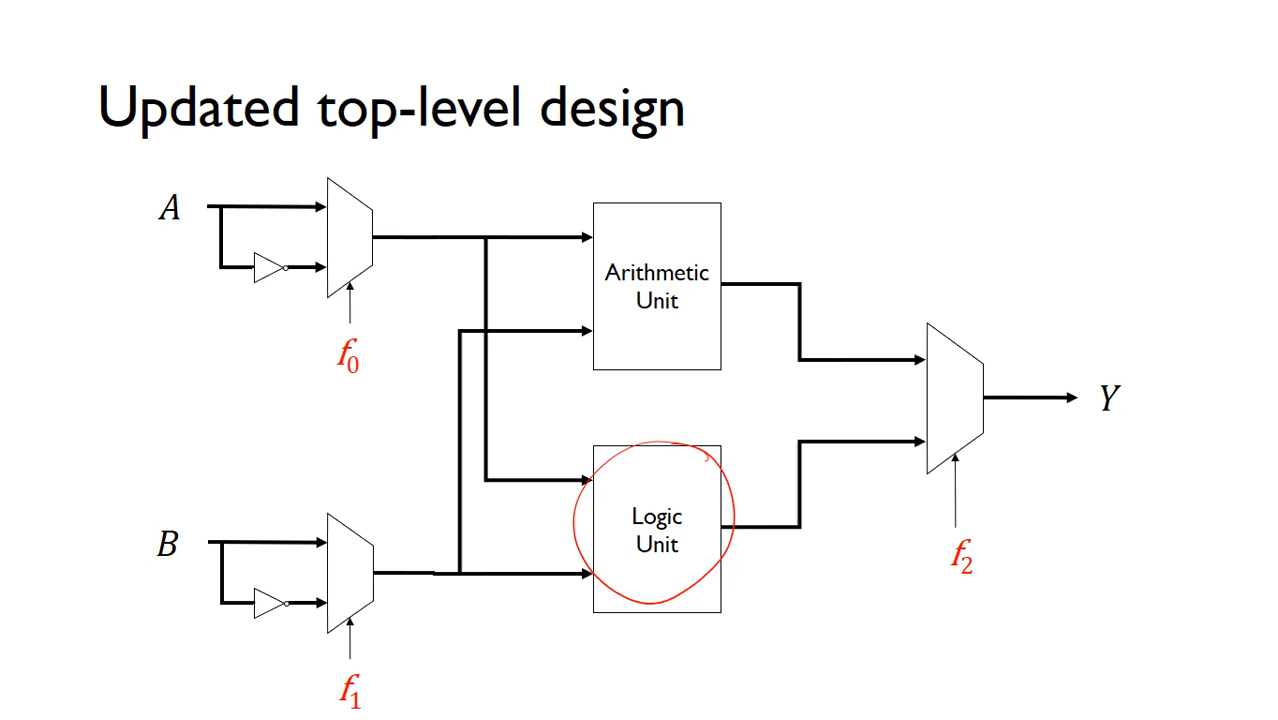 Updated top-level design
A
f0
Arithmetic
Unit
Y
Logic
Unit
B
f2
f1